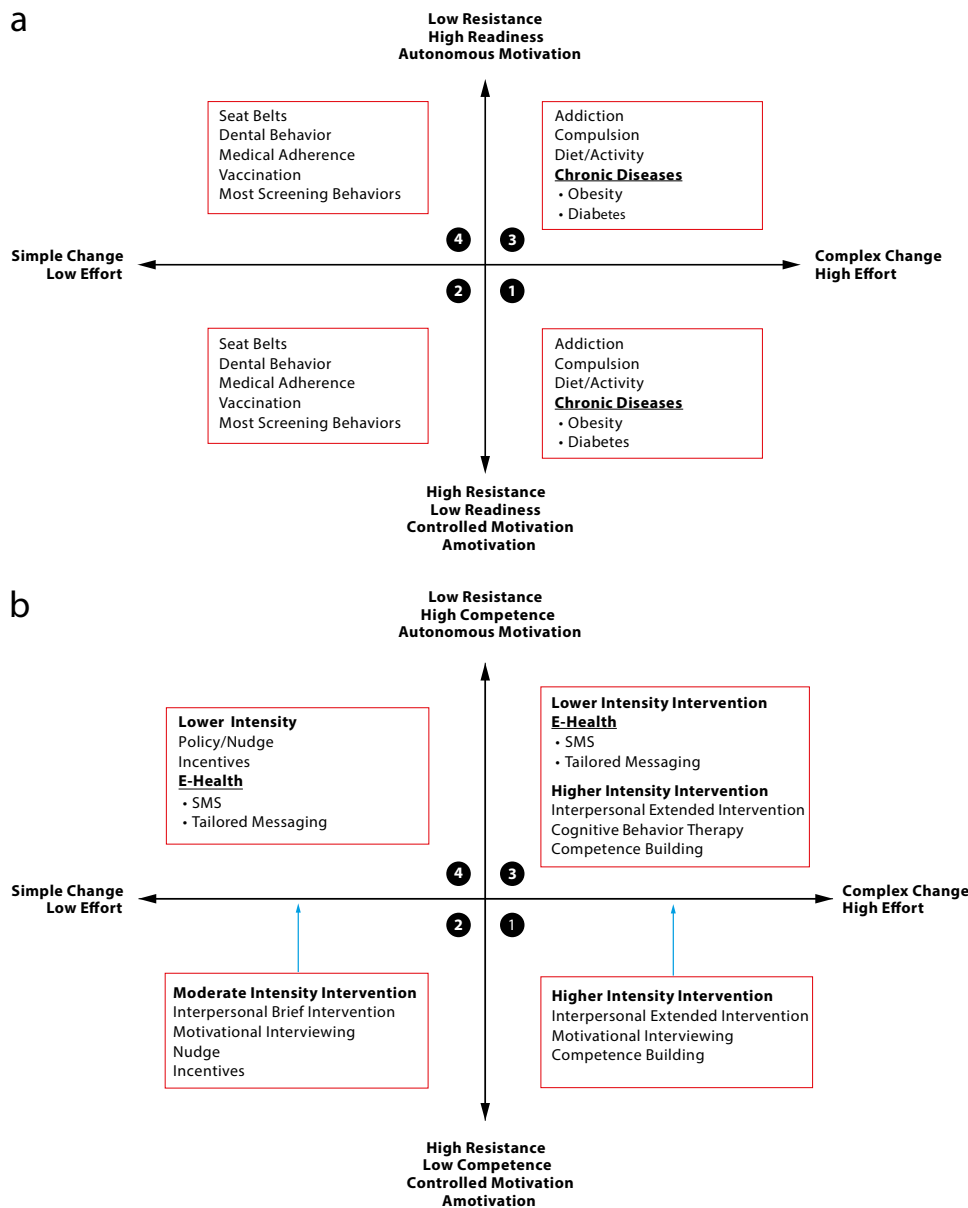 a
Low Resistance
High Readiness
Autonomous Motivation
Seat Belts
Dental Behavior
Medical Adherence
Vaccination
Most Screening Behaviors
Addiction
Compulsion
Diet/Activity
Chronic Diseases
• Obesity
• Diabetes
4
3
Simple Change
Low Effort
Complex Change
High Effort
2
1
Seat Belts
Dental Behavior
Medical Adherence
Vaccination
Most Screening Behaviors
Addiction
Compulsion
Diet/Activity
Chronic Diseases
• Obesity
• Diabetes
High Resistance
Low Readiness
Controlled Motivation
Amotivation
b
Low Resistance
High Competence
Autonomous Motivation
Lower Intensity
Policy/Nudge
Incentives
E-Health
• SMS
• Tailored Messaging
Lower Intensity Intervention
E-Health
• SMS
• Tailored Messaging
Higher Intensity Intervention
Interpersonal Extended Intervention
Cognitive Behavior Therapy
Competence Building
4
3
Simple Change
Low Effort
Complex Change
High Effort
2
1
Moderate Intensity Intervention
Interpersonal Brief Intervention
Motivational Interviewing
Nudge
Incentives
Higher Intensity Intervention
Interpersonal Extended Intervention
Motivational Interviewing
Competence Building
High Resistance
Low Competence
Controlled Motivation
Amotivation